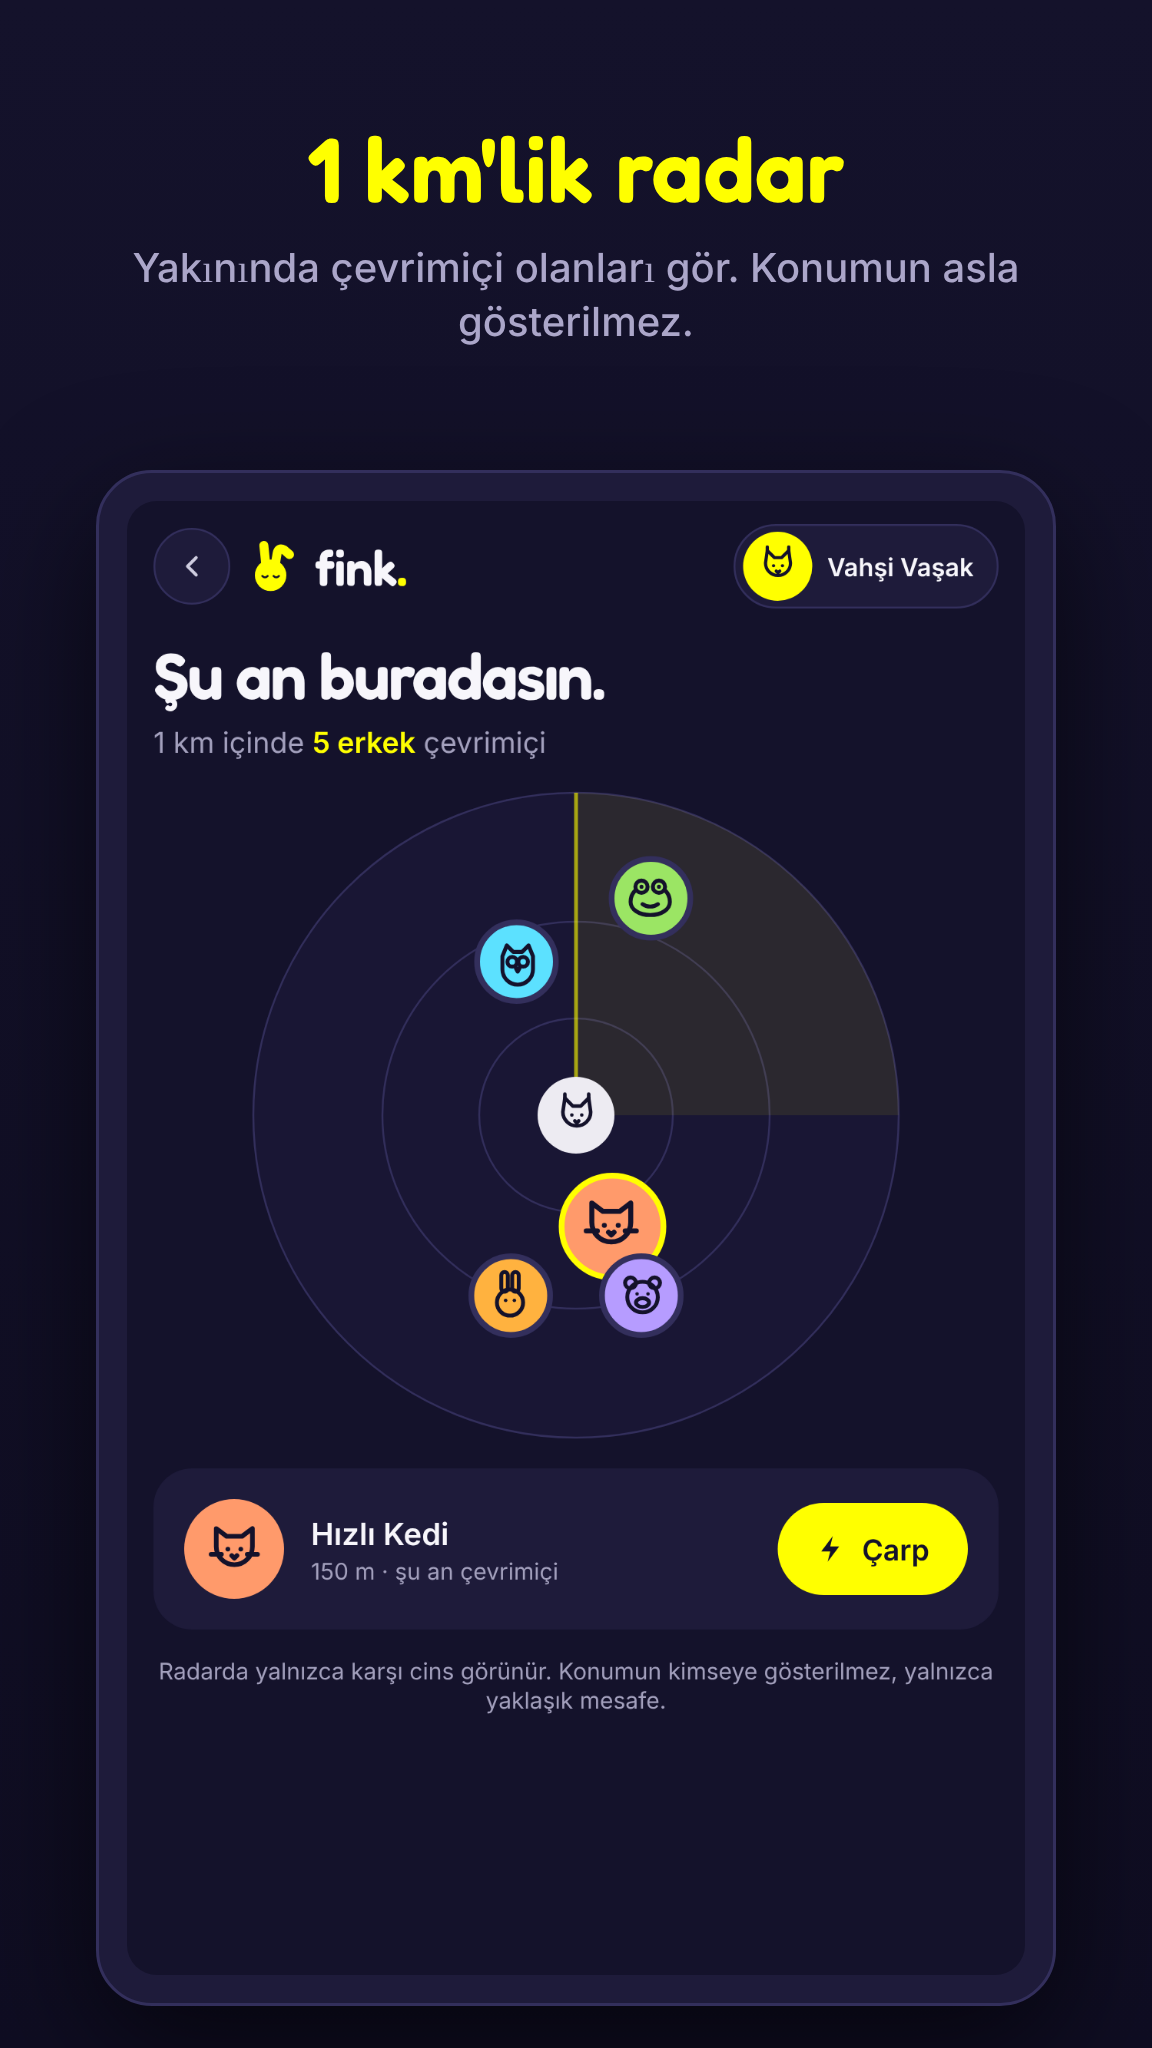 1 km'lik radar
Yakınında çevrimiçi olanları gör. Konumun asla
gösterilmez.
fink.
Vahşi Vaşak
Şu an buradasın.
1 km içinde 5 erkek çevrimiçi
Hızlı Kedi
150 m · şu an çevrimiçi
Çarp
Radarda yalnızca karşı cins görünür. Konumun kimseye gösterilmez, yalnızca
yaklaşık mesafe.